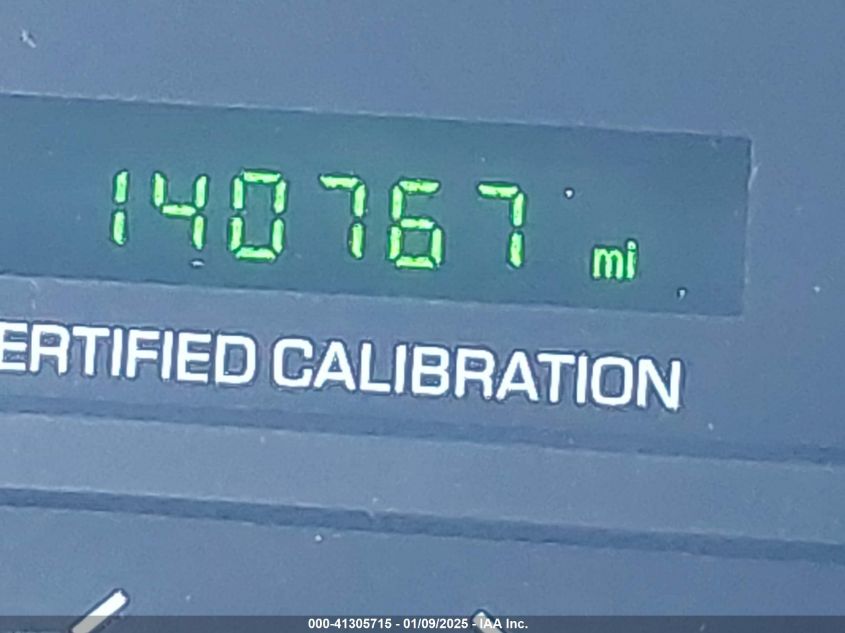 140767 mi
ERTIFIED CALIBRATION
000-41305715 - 01/09/2025 - IAA Inc.